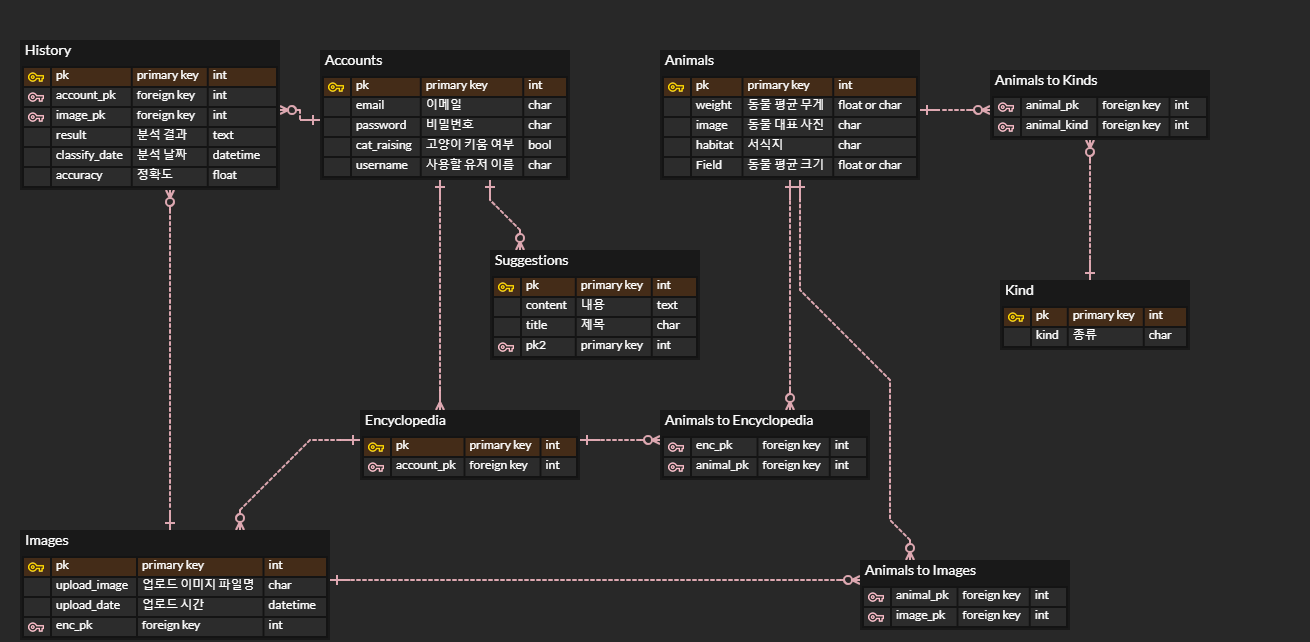 History
pk primary key int
account_pk foreign key int
image_pk foreign key int
result 분석 결과 text
classify_date 분석 날짜 datetime
accuracy 정확도 float
Accounts
pk primary key int
email 이메일 char
password 비밀번호 char
cat_raising 고양이 키움 여부 bool
username 사용할 유저 이름 char
Animals
pk primary key int
weight 동물 평균 무게 float or char
image 동물 대표 사진 char
habitat 서식지 char
Field 동물 평균 크기 float or char
Animals to Kinds
animal_pk foreign key int
animal_kind foreign key int
Suggestions
pk primary key int
content 내용 text
title 제목 char
pk2 primary key int
Kind
pk primary key int
kind 종류 char
Encyclopedia
pk primary key int
account_pk foreign key int
Animals to Encyclopedia
enc_pk foreign key int
animal_pk foreign key int
Images
pk primary key int
upload_image 업로드 이미지 파일명 char
upload_date 업로드 시간 datetime
enc_pk foreign key int
Animals to Images
animal_pk foreign key int
image_pk foreign key int